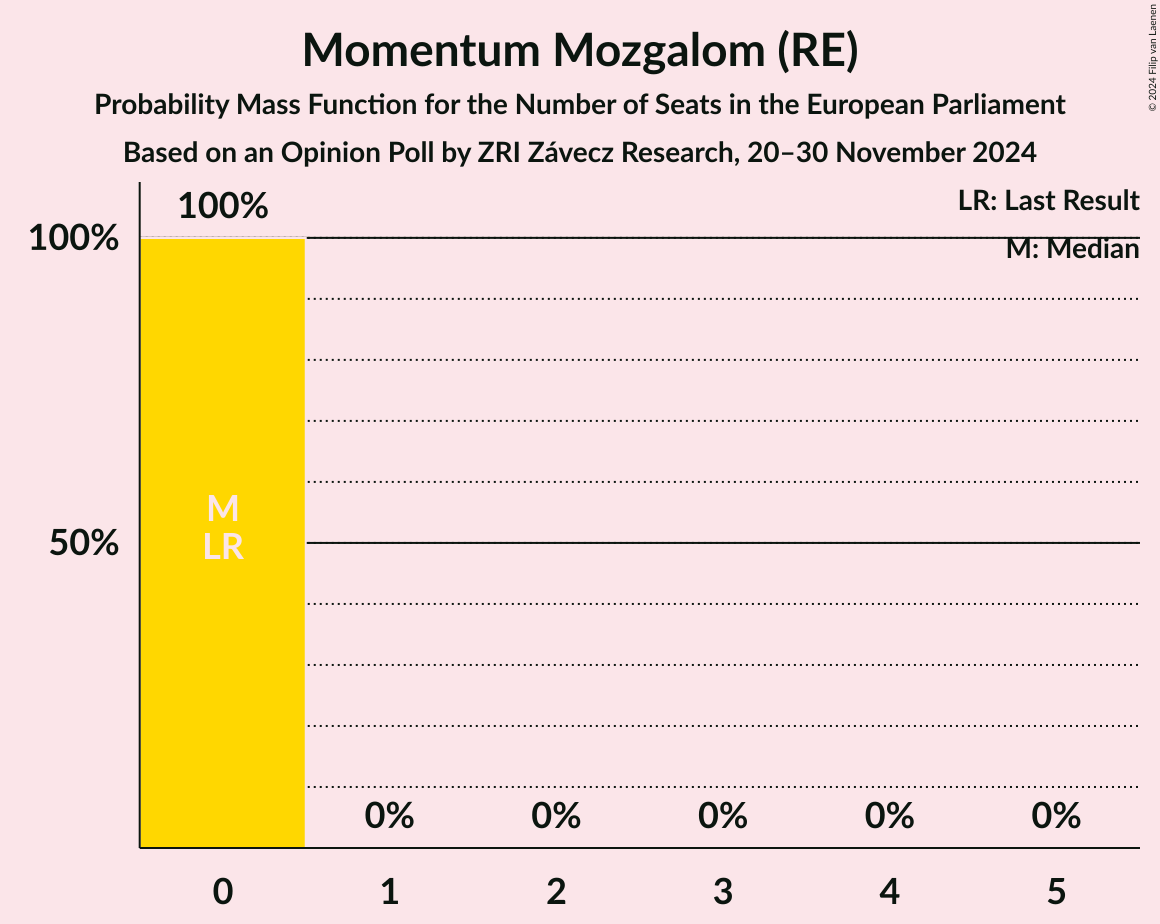 Momentum Mozgalom (RE)
Probability Mass Function for the Number of Seats in the European Parliament
Based on an Opinion Poll by ZRI Závecz Research, 20–30 November 2024
© 2024 Filip van Laenen
LR: Last Result
M: Median
100%
100%
50%
M
LR
0% 0% 0% 0% 0%
0 1 2 3 4 5